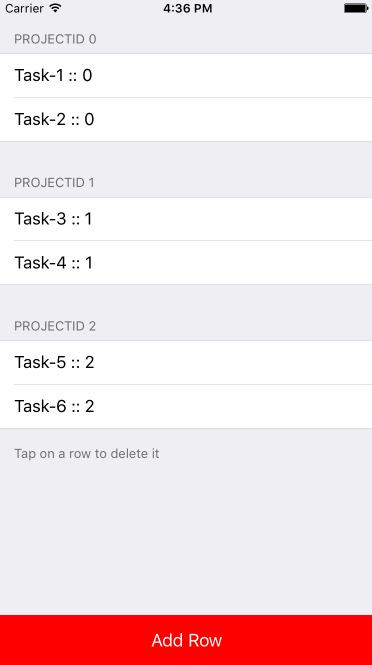 Carrier 4:36 PM
PROJECTID 0
Task-1 :: 0
Task-2 :: 0
PROJECTID 1
Task-3 :: 1
Task-4 :: 1
PROJECTID 2
Task-5 :: 2
Task-6 :: 2
Tap on a row to delete it
Add Row